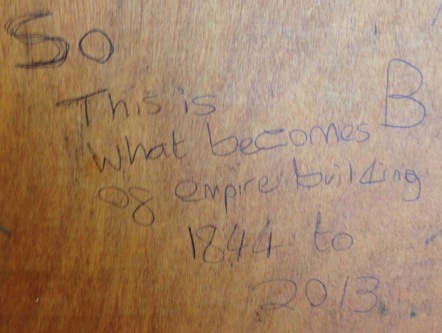 So
This is B
What becomes
of empire building
1844 to
2013